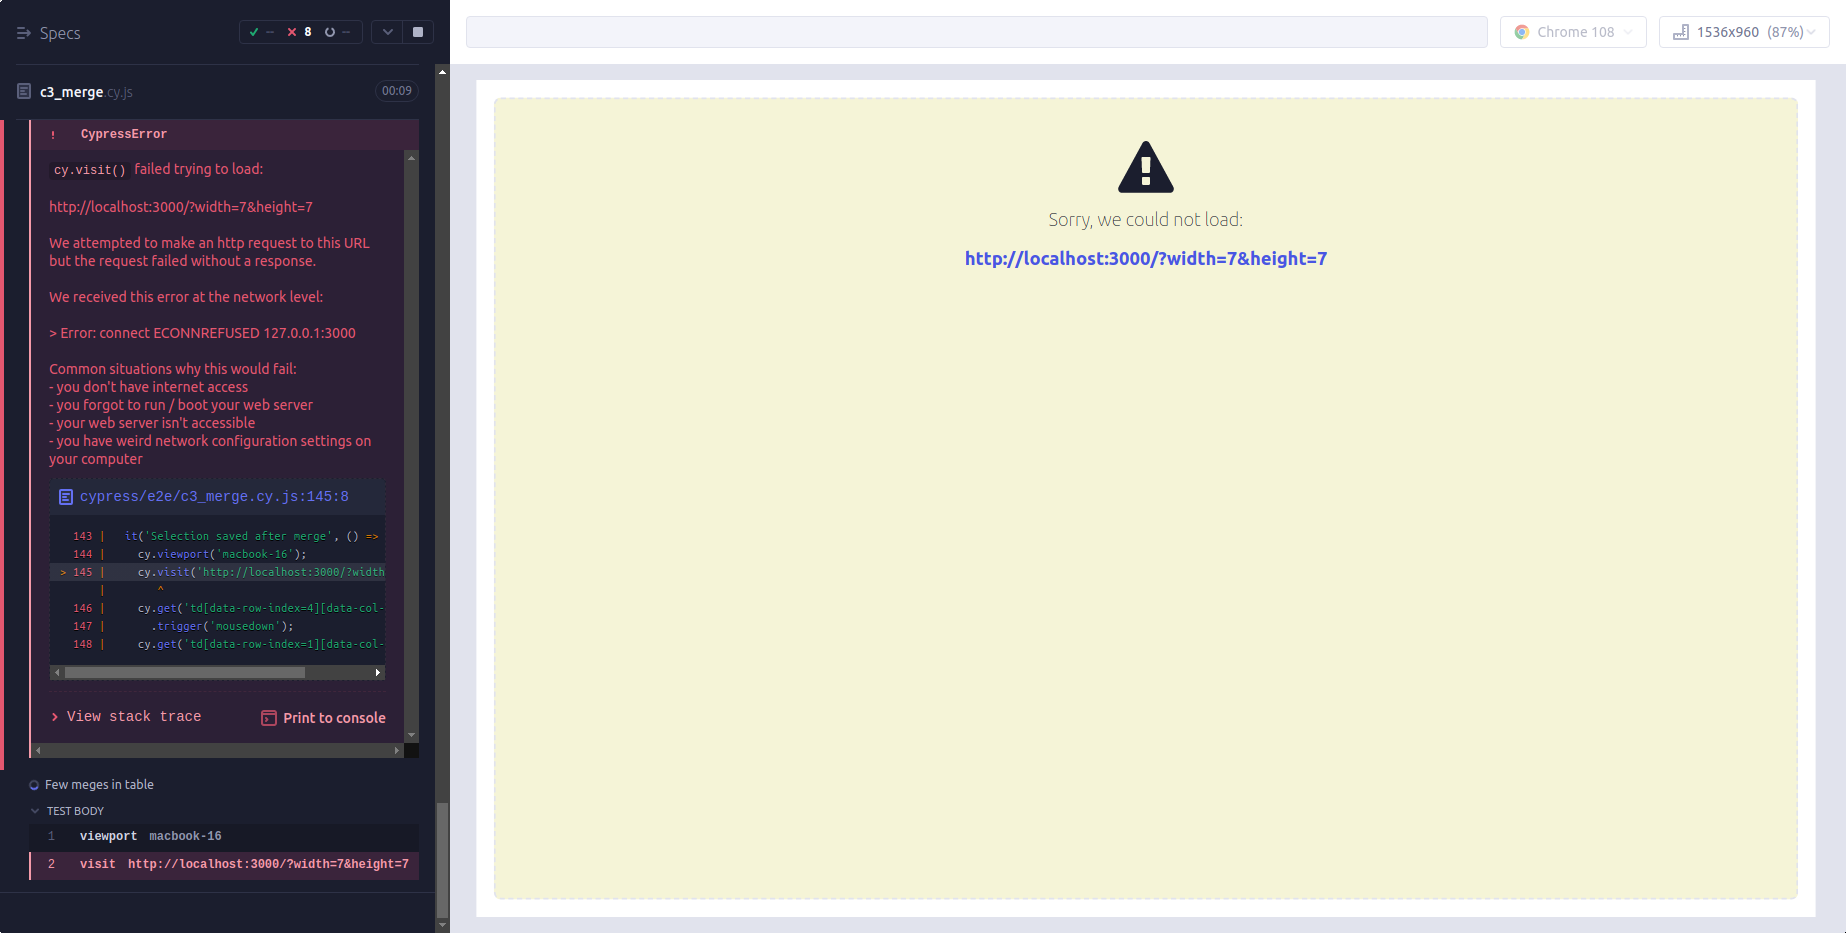 Specs
-- 8 --
c3_merge.cy.js
00:09
! CypressError
cy.visit() failed trying to load:
http://localhost:3000/?width=7&height=7
We attempted to make an http request to this URL
but the request failed without a response.
We received this error at the network level:
> Error: connect ECONNREFUSED 127.0.0.1:3000
Common situations why this would fail:
- you don't have internet access
- you forgot to run / boot your web server
- your web server isn't accessible
- you have weird network configuration settings on
your computer
cypress/e2e/c3_merge.cy.js:145:8
143 | it('Selection saved after merge', () =>
144 | cy.viewport('macbook-16');
> 145 | cy.visit('http://localhost:3000/?width
| ^
146 | cy.get('td[data-row-index=4][data-col-
147 | .trigger('mousedown');
148 | cy.get('td[data-row-index=1][data-col-
> View stack trace
Print to console
Few meges in table
TEST BODY
1 viewport macbook-16
2 visit http://localhost:3000/?width=7&height=7
Chrome 108
1536x960 (87%)
Sorry, we could not load:
http://localhost:3000/?width=7&height=7